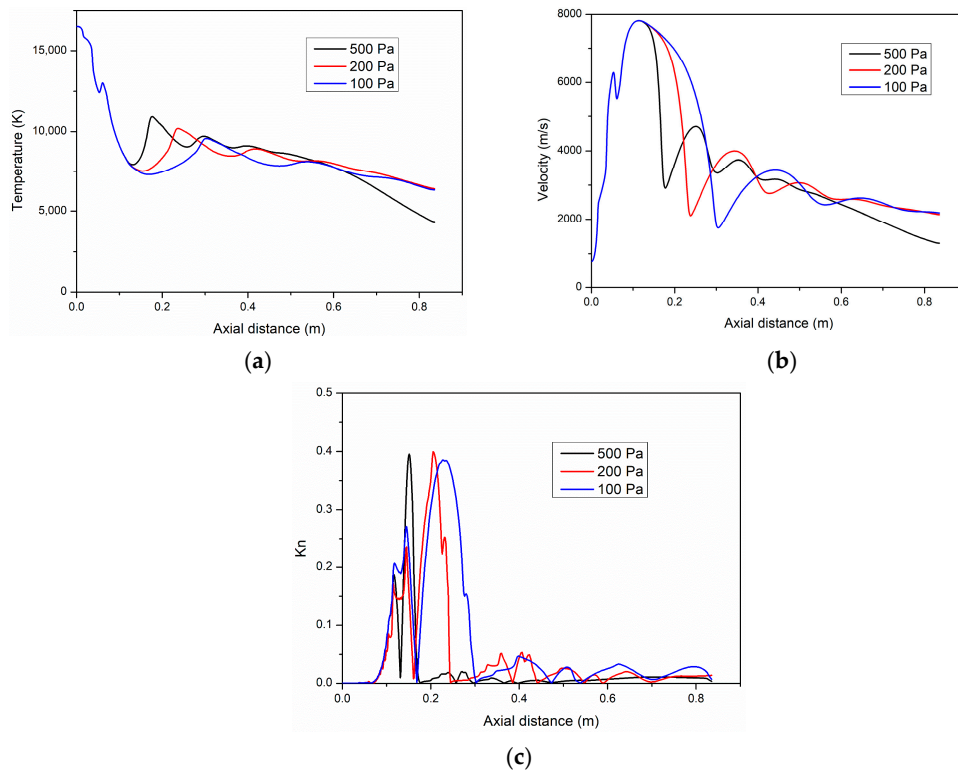 (a)
Temperature (K)
15,000
10,000
5,000
0
500 Pa
200 Pa
100 Pa
0.0 0.2 0.4 0.6 0.8
Axial distance (m)
(b)
Velocity (m/s)
8000
6000
4000
2000
0
500 Pa
200 Pa
100 Pa
0.0 0.2 0.4 0.6 0.8
Axial distance (m)
(c)
Kn
0.5
0.4
0.3
0.2
0.1
0.0
500 Pa
200 Pa
100 Pa
0.0 0.2 0.4 0.6 0.8
Axial distance (m)